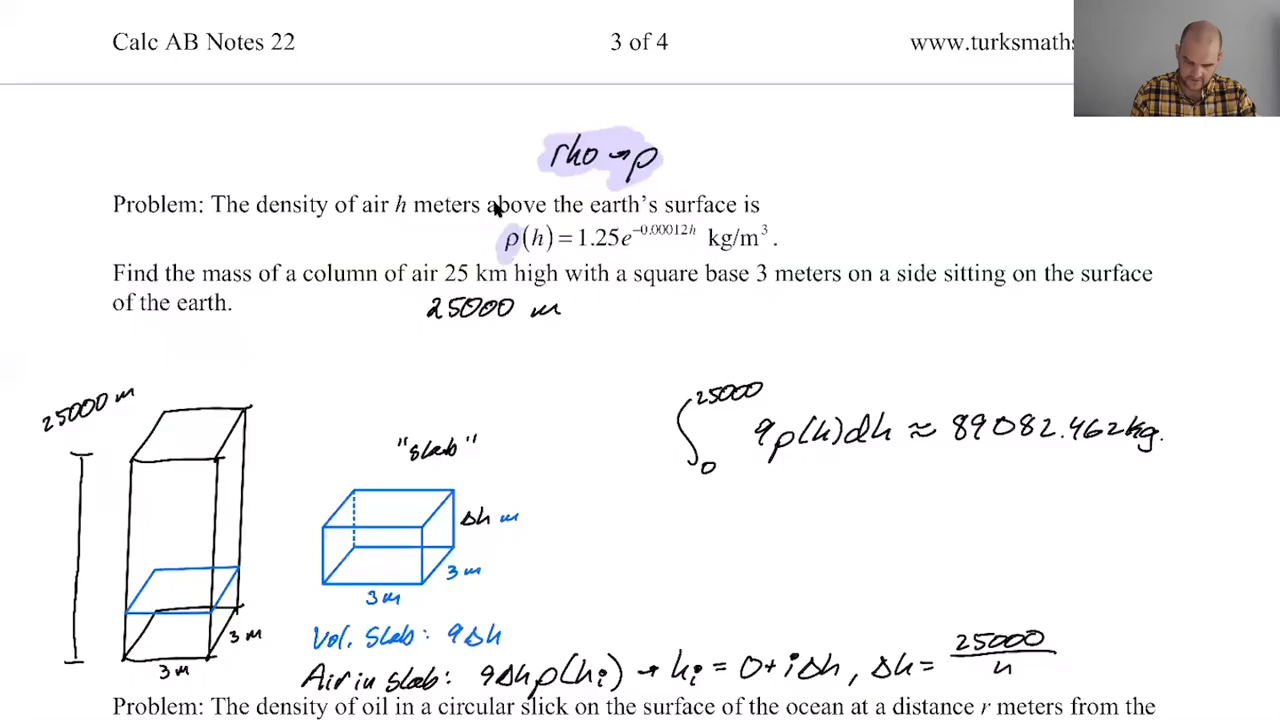 Calc AB Notes 22 3 of 4 www.turksmaths
rho → ρ
Problem: The density of air h meters above the earth's surface is
ρ(h) = 1.25e^{−0.00012h} kg/m³.
Find the mass of a column of air 25 km high with a square base 3 meters on a side sitting on the surface
of the earth.
25000 m
25000 m
"slab"
∫₀^{25000} 9ρ(h)dh ≈ 89082.462kg.
Δh m
3 m
3 m
3 m
3 m
Vol. Slab: 9Δh
Air in slab: 9Δhρ(hᵢ) → hᵢ = 0 + iΔh, Δh = 25000/n
Problem: The density of oil in a circular slick on the surface of the ocean at a distance r meters from the